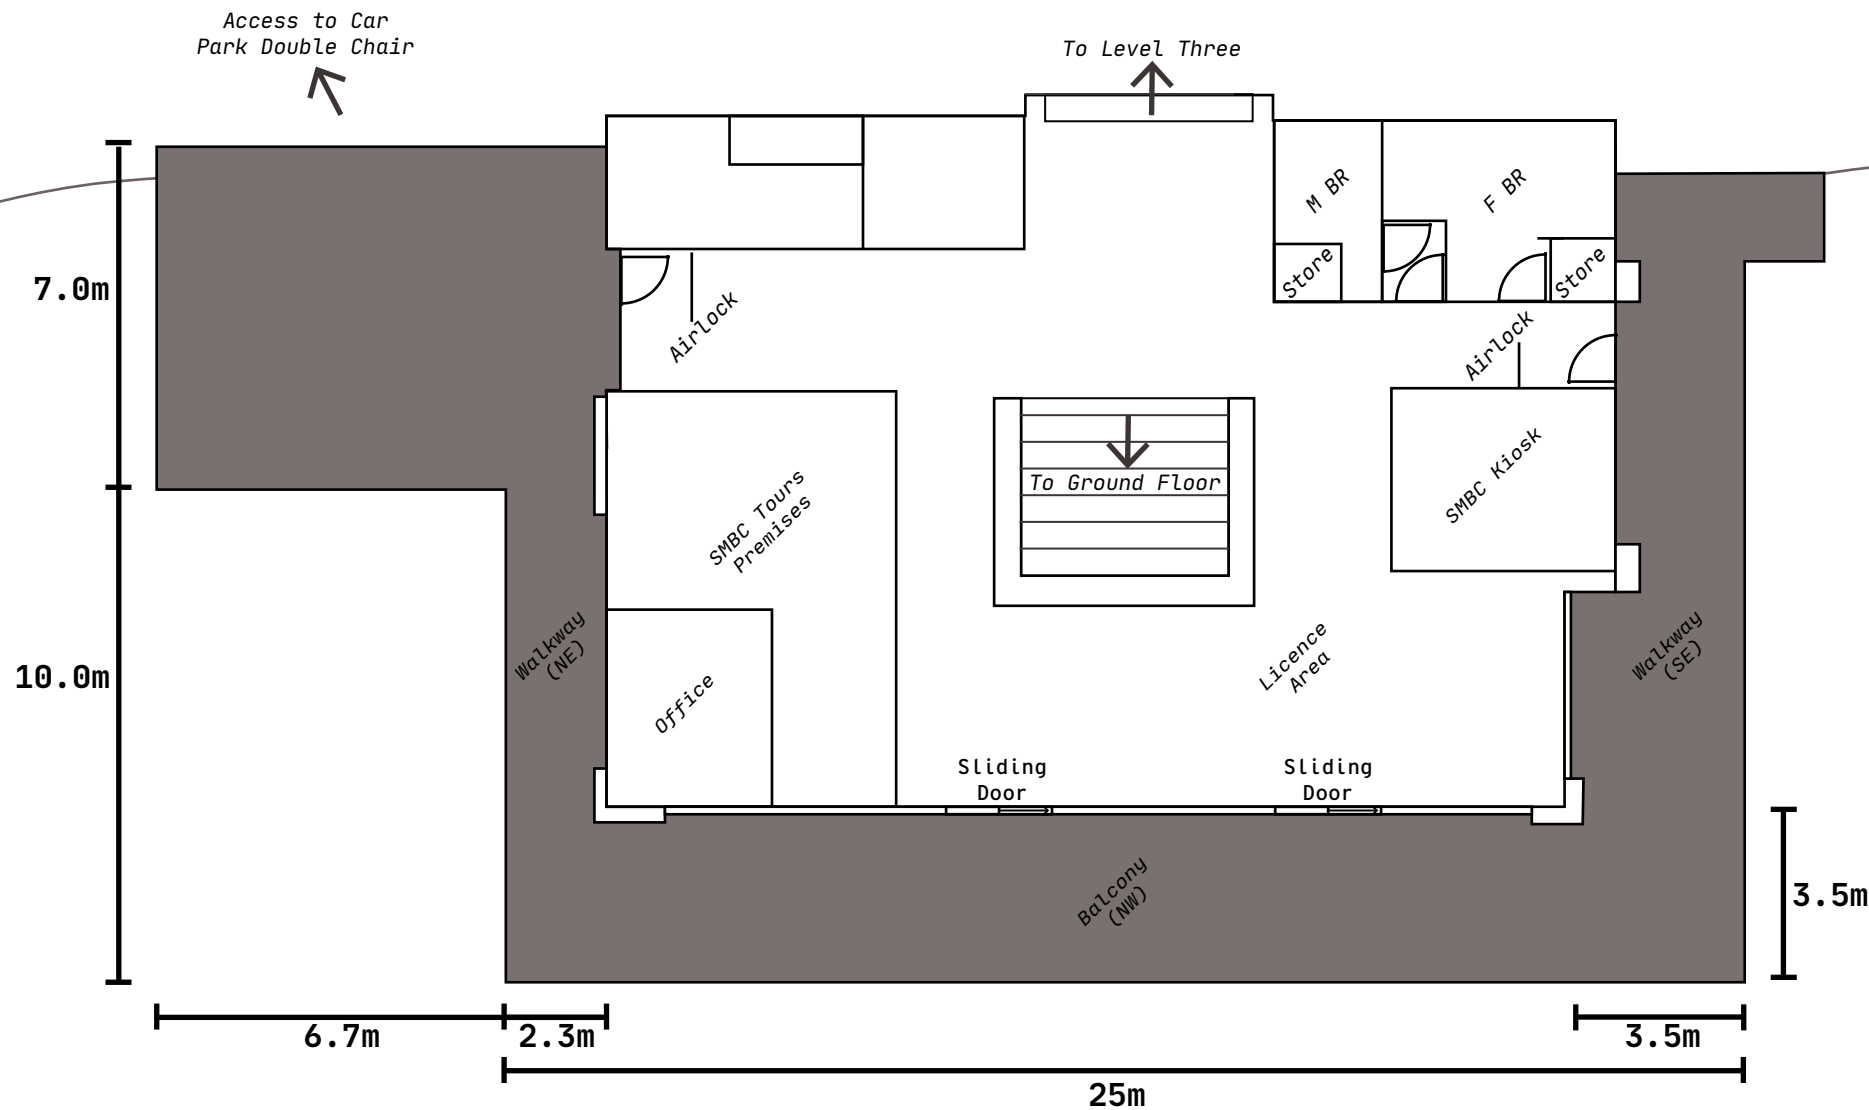 Access to Car
Park Double Chair
To Level Three
M BR
F BR
Store
Store
7.0m
Airlock
Airlock
SMBC Kiosk
To Ground Floor
SMBC Tours
Premises
Walkway
(NE)
Office
Licence
Area
Walkway
(SE)
10.0m
Sliding
Door
Sliding
Door
Balcony
(NW)
3.5m
6.7m
2.3m
3.5m
25m